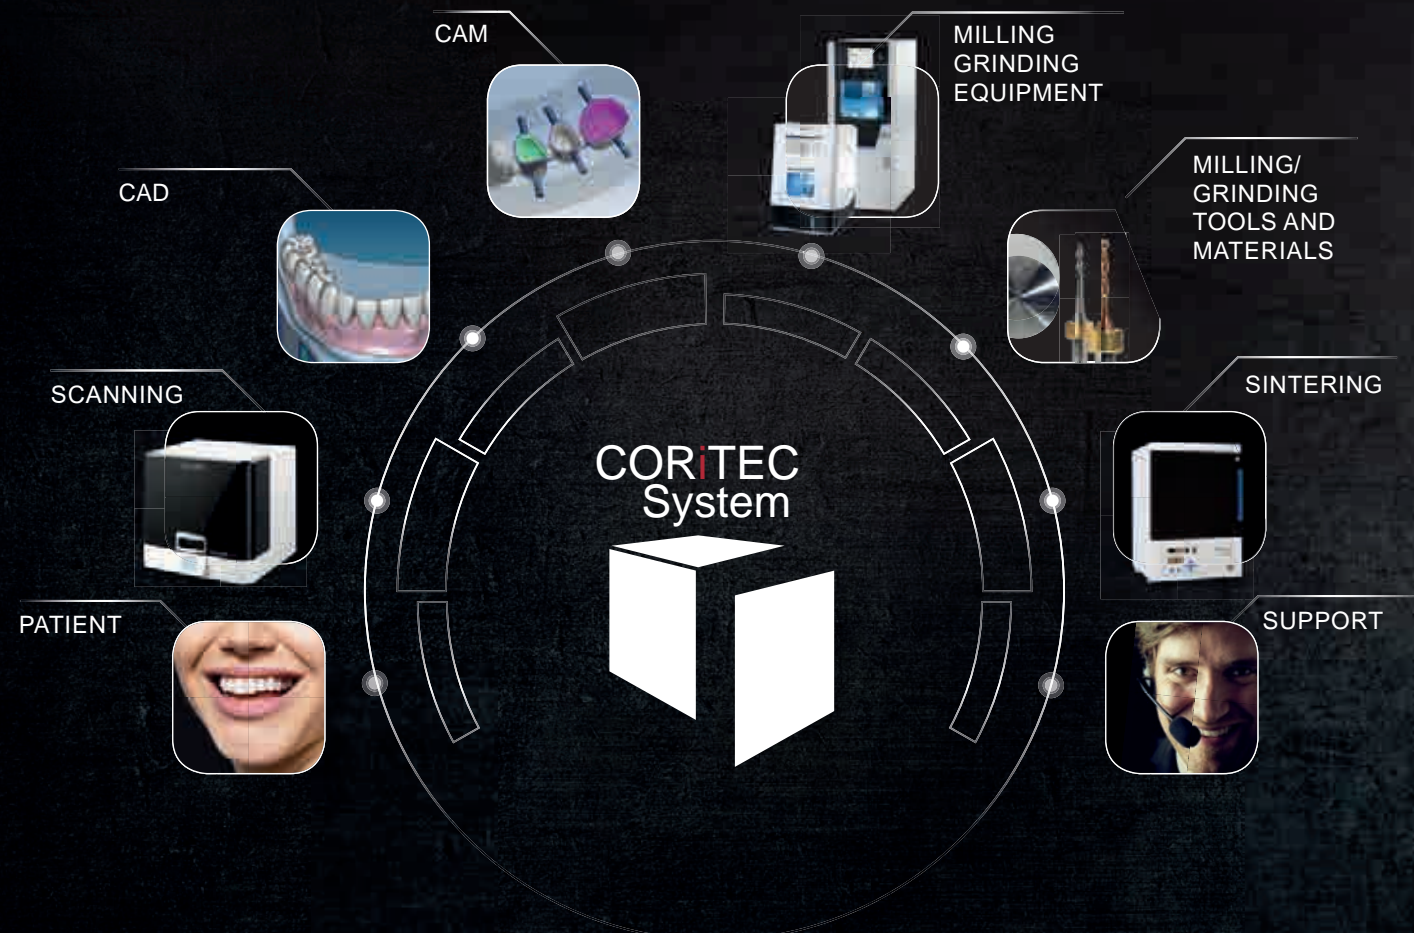 CAM
MILLING
GRINDING
EQUIPMENT
MILLING/
GRINDING
TOOLS AND
MATERIALS
CAD
SINTERING
SCANNING
CORiTEC
System
SUPPORT
PATIENT